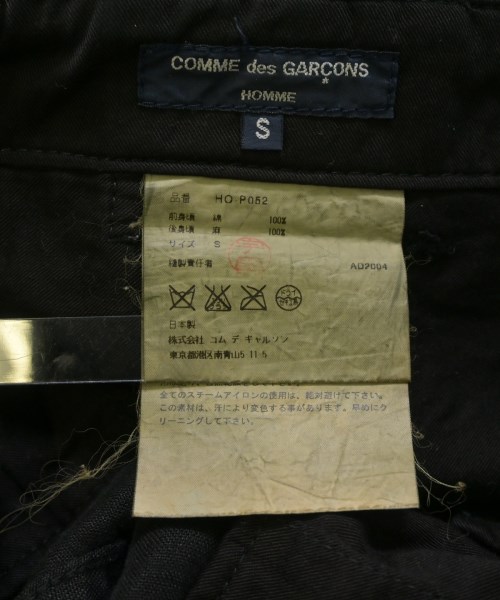 COMME des GARÇONS
HOMME
S
品番 HO P052
前身頃 綿 100%
後身頃 麻 100%
サイズ S
縫製責任者
AD2004
日本製
株式会社 コム デ ギャルソン
東京都港区南青山5-11-5
全てのスチームアイロンの使用は、絶対避けて下さい。
この素材は、汗により変色する事があります。早めにク
リーニングして下さい。